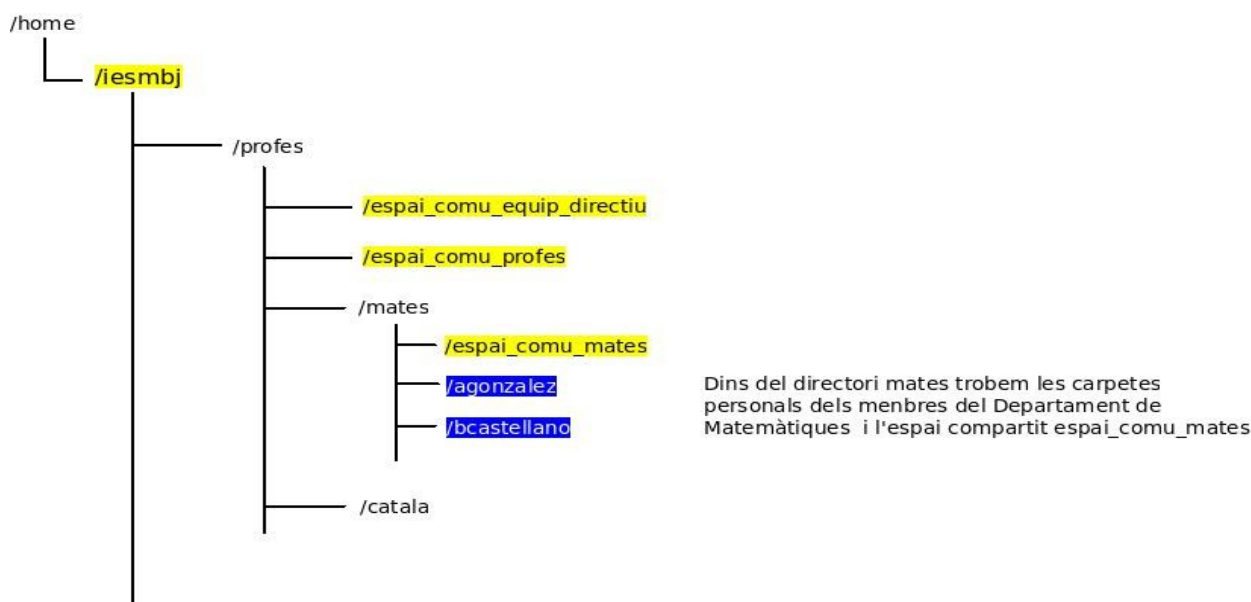 /home
/iesmbj
/profes
/espai_comu_equip_directiu
/espai_comu_profes
/mates
/espai_comu_mates
/agonzalez
/bcastellano
Dins del directori mates trobem les carpetes
personals dels menbres del Departament de
Matemàtiques i l'espai compartit espai_comu_mates
/catala